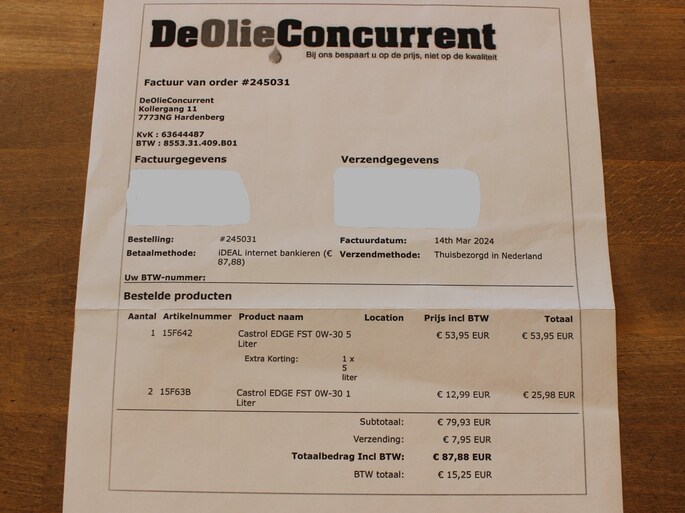 DeOlieConcurrent
Bij ons bespaart u op de prijs, niet op de kwaliteit
Factuur van order #245031
DeOlieConcurrent
Kollergang 11
7773NG Hardenberg
KvK : 63644487
BTW : 8553.31.409.B01
Factuurgegevens Verzendgegevens
Bestelling: #245031 Factuurdatum: 14th Mar 2024
Betaalmethode: iDEAL internet bankieren (€ 87,88) Verzendmethode: Thuisbezorgd in Nederland
Uw BTW-nummer:
Bestelde producten
Aantal Artikelnummer Product naam Location Prijs incl BTW Totaal
1 15F642 Castrol EDGE FST 0W-30 5 € 53,95 EUR € 53,95 EUR
Liter
Extra Korting: 1 x
5
liter
2 15F63B Castrol EDGE FST 0W-30 1 € 12,99 EUR € 25,98 EUR
Liter
Subtotaal: € 79,93 EUR
Verzending: € 7,95 EUR
Totaalbedrag Incl BTW: € 87,88 EUR
BTW totaal: € 15,25 EUR